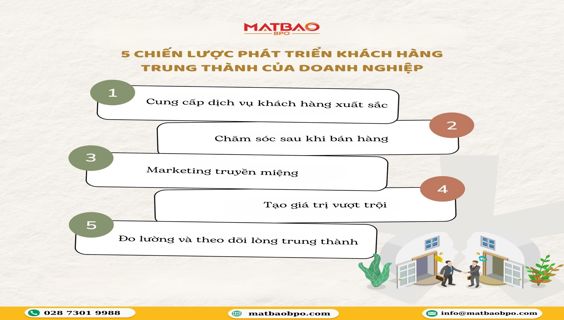 MATBAO
BPO
5 CHIẾN LƯỢC PHÁT TRIỂN KHÁCH HÀNG
TRUNG THÀNH CỦA DOANH NGHIỆP
1
Cung cấp dịch vụ khách hàng xuất sắc
2
Chăm sóc sau khi bán hàng
3
Marketing truyền miệng
4
Tạo giá trị vượt trội
5
Đo lường và theo dõi lòng trung thành
028 7301 9988
matbaobpo.com
info@matbaobpo.com